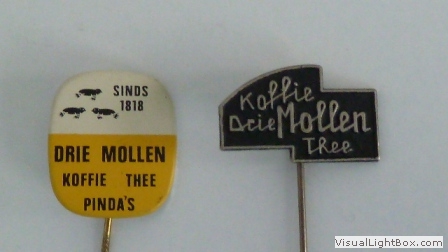 SINDS
1818
DRIE MOLLEN
KOFFIE THEE
PINDA'S
Koffie
Drie Mollen
Thee
VisualLightBox.com